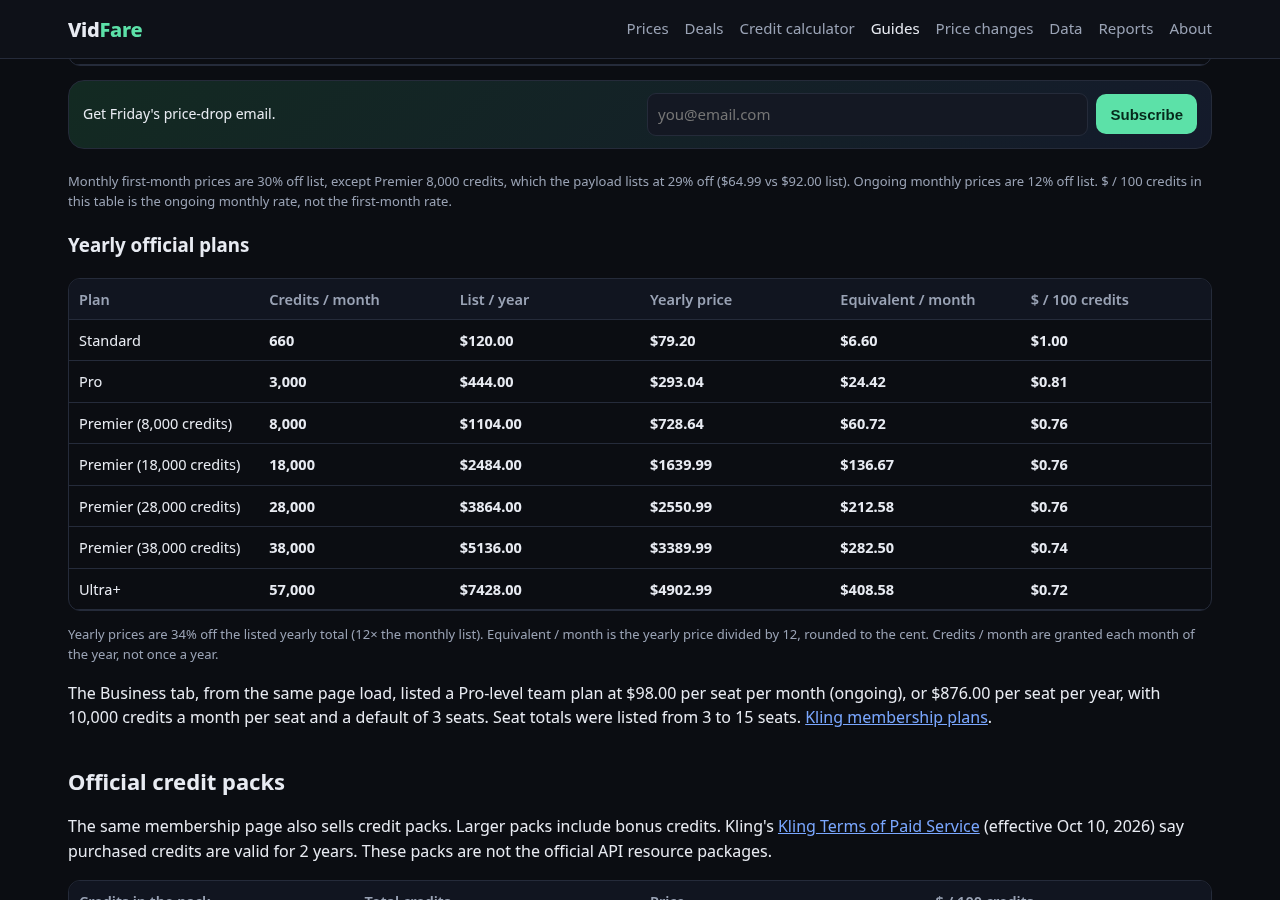 VidFare
Prices Deals Credit calculator Guides Price changes Data Reports About
Get Friday's price-drop email.
you@email.com
Subscribe
Monthly first-month prices are 30% off list, except Premier 8,000 credits, which the payload lists at 29% off ($64.99 vs $92.00 list). Ongoing monthly prices are 12% off list. $ / 100 credits in
this table is the ongoing monthly rate, not the first-month rate.
Yearly official plans
Plan Credits / month List / year Yearly price Equivalent / month $ / 100 credits
Standard 660 $120.00 $79.20 $6.60 $1.00
Pro 3,000 $444.00 $293.04 $24.42 $0.81
Premier (8,000 credits) 8,000 $1104.00 $728.64 $60.72 $0.76
Premier (18,000 credits) 18,000 $2484.00 $1639.99 $136.67 $0.76
Premier (28,000 credits) 28,000 $3864.00 $2550.99 $212.58 $0.76
Premier (38,000 credits) 38,000 $5136.00 $3389.99 $282.50 $0.74
Ultra+ 57,000 $7428.00 $4902.99 $408.58 $0.72
Yearly prices are 34% off the listed yearly total (12× the monthly list). Equivalent / month is the yearly price divided by 12, rounded to the cent. Credits / month are granted each month of
the year, not once a year.
The Business tab, from the same page load, listed a Pro-level team plan at $98.00 per seat per month (ongoing), or $876.00 per seat per year, with
10,000 credits a month per seat and a default of 3 seats. Seat totals were listed from 3 to 15 seats. Kling membership plans.
Official credit packs
The same membership page also sells credit packs. Larger packs include bonus credits. Kling's Kling Terms of Paid Service (effective Oct 10, 2026) say
purchased credits are valid for 2 years. These packs are not the official API resource packages.
Credits in the pack Total credits Price $ / 100 credits